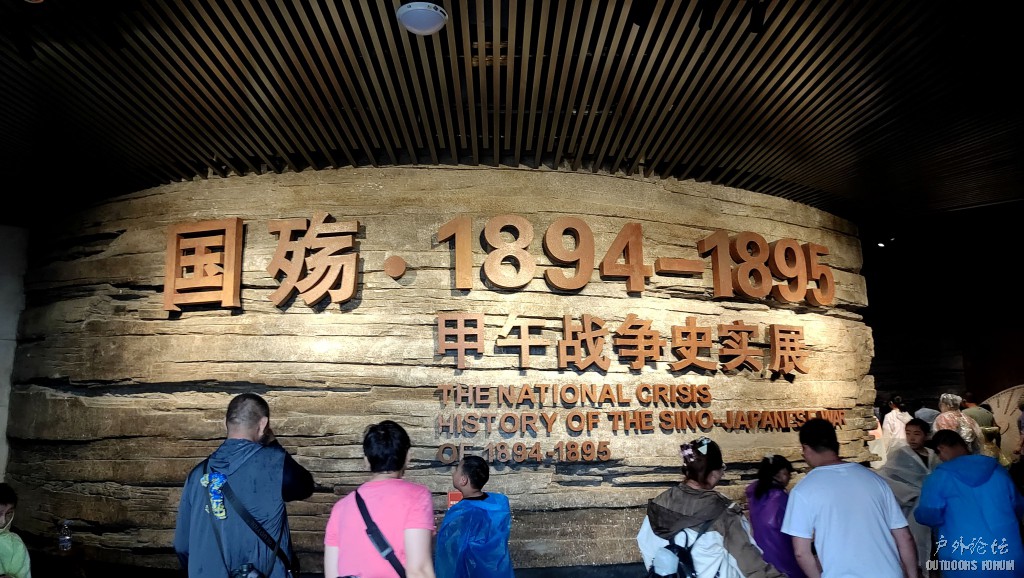 国殇·1894-1895
甲午战争史实展
THE NATIONAL CRISIS
HISTORY OF THE SINO-JAPANESE WAR
OF 1894-1895
户外论坛
OUTDOORS FORUM